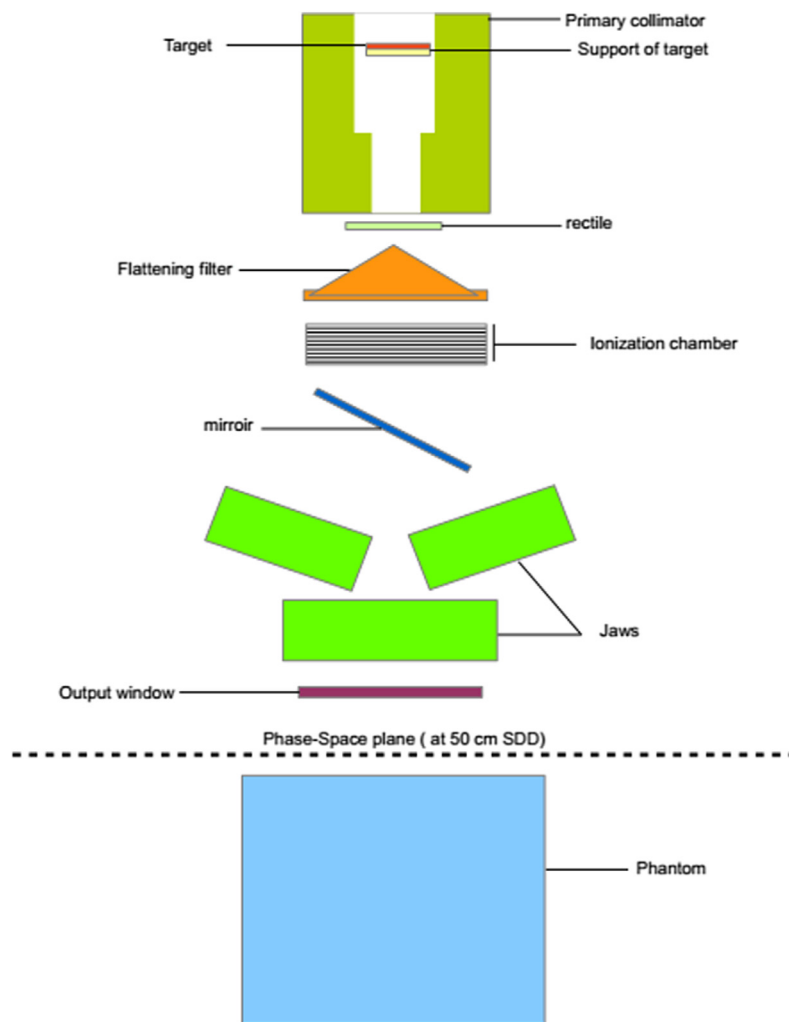 Primary collimator
Target
Support of target
rectile
Flattening filter
Ionization chamber
mirroir
Jaws
Output window
Phase-Space plane ( at 50 cm SDD)
Phantom